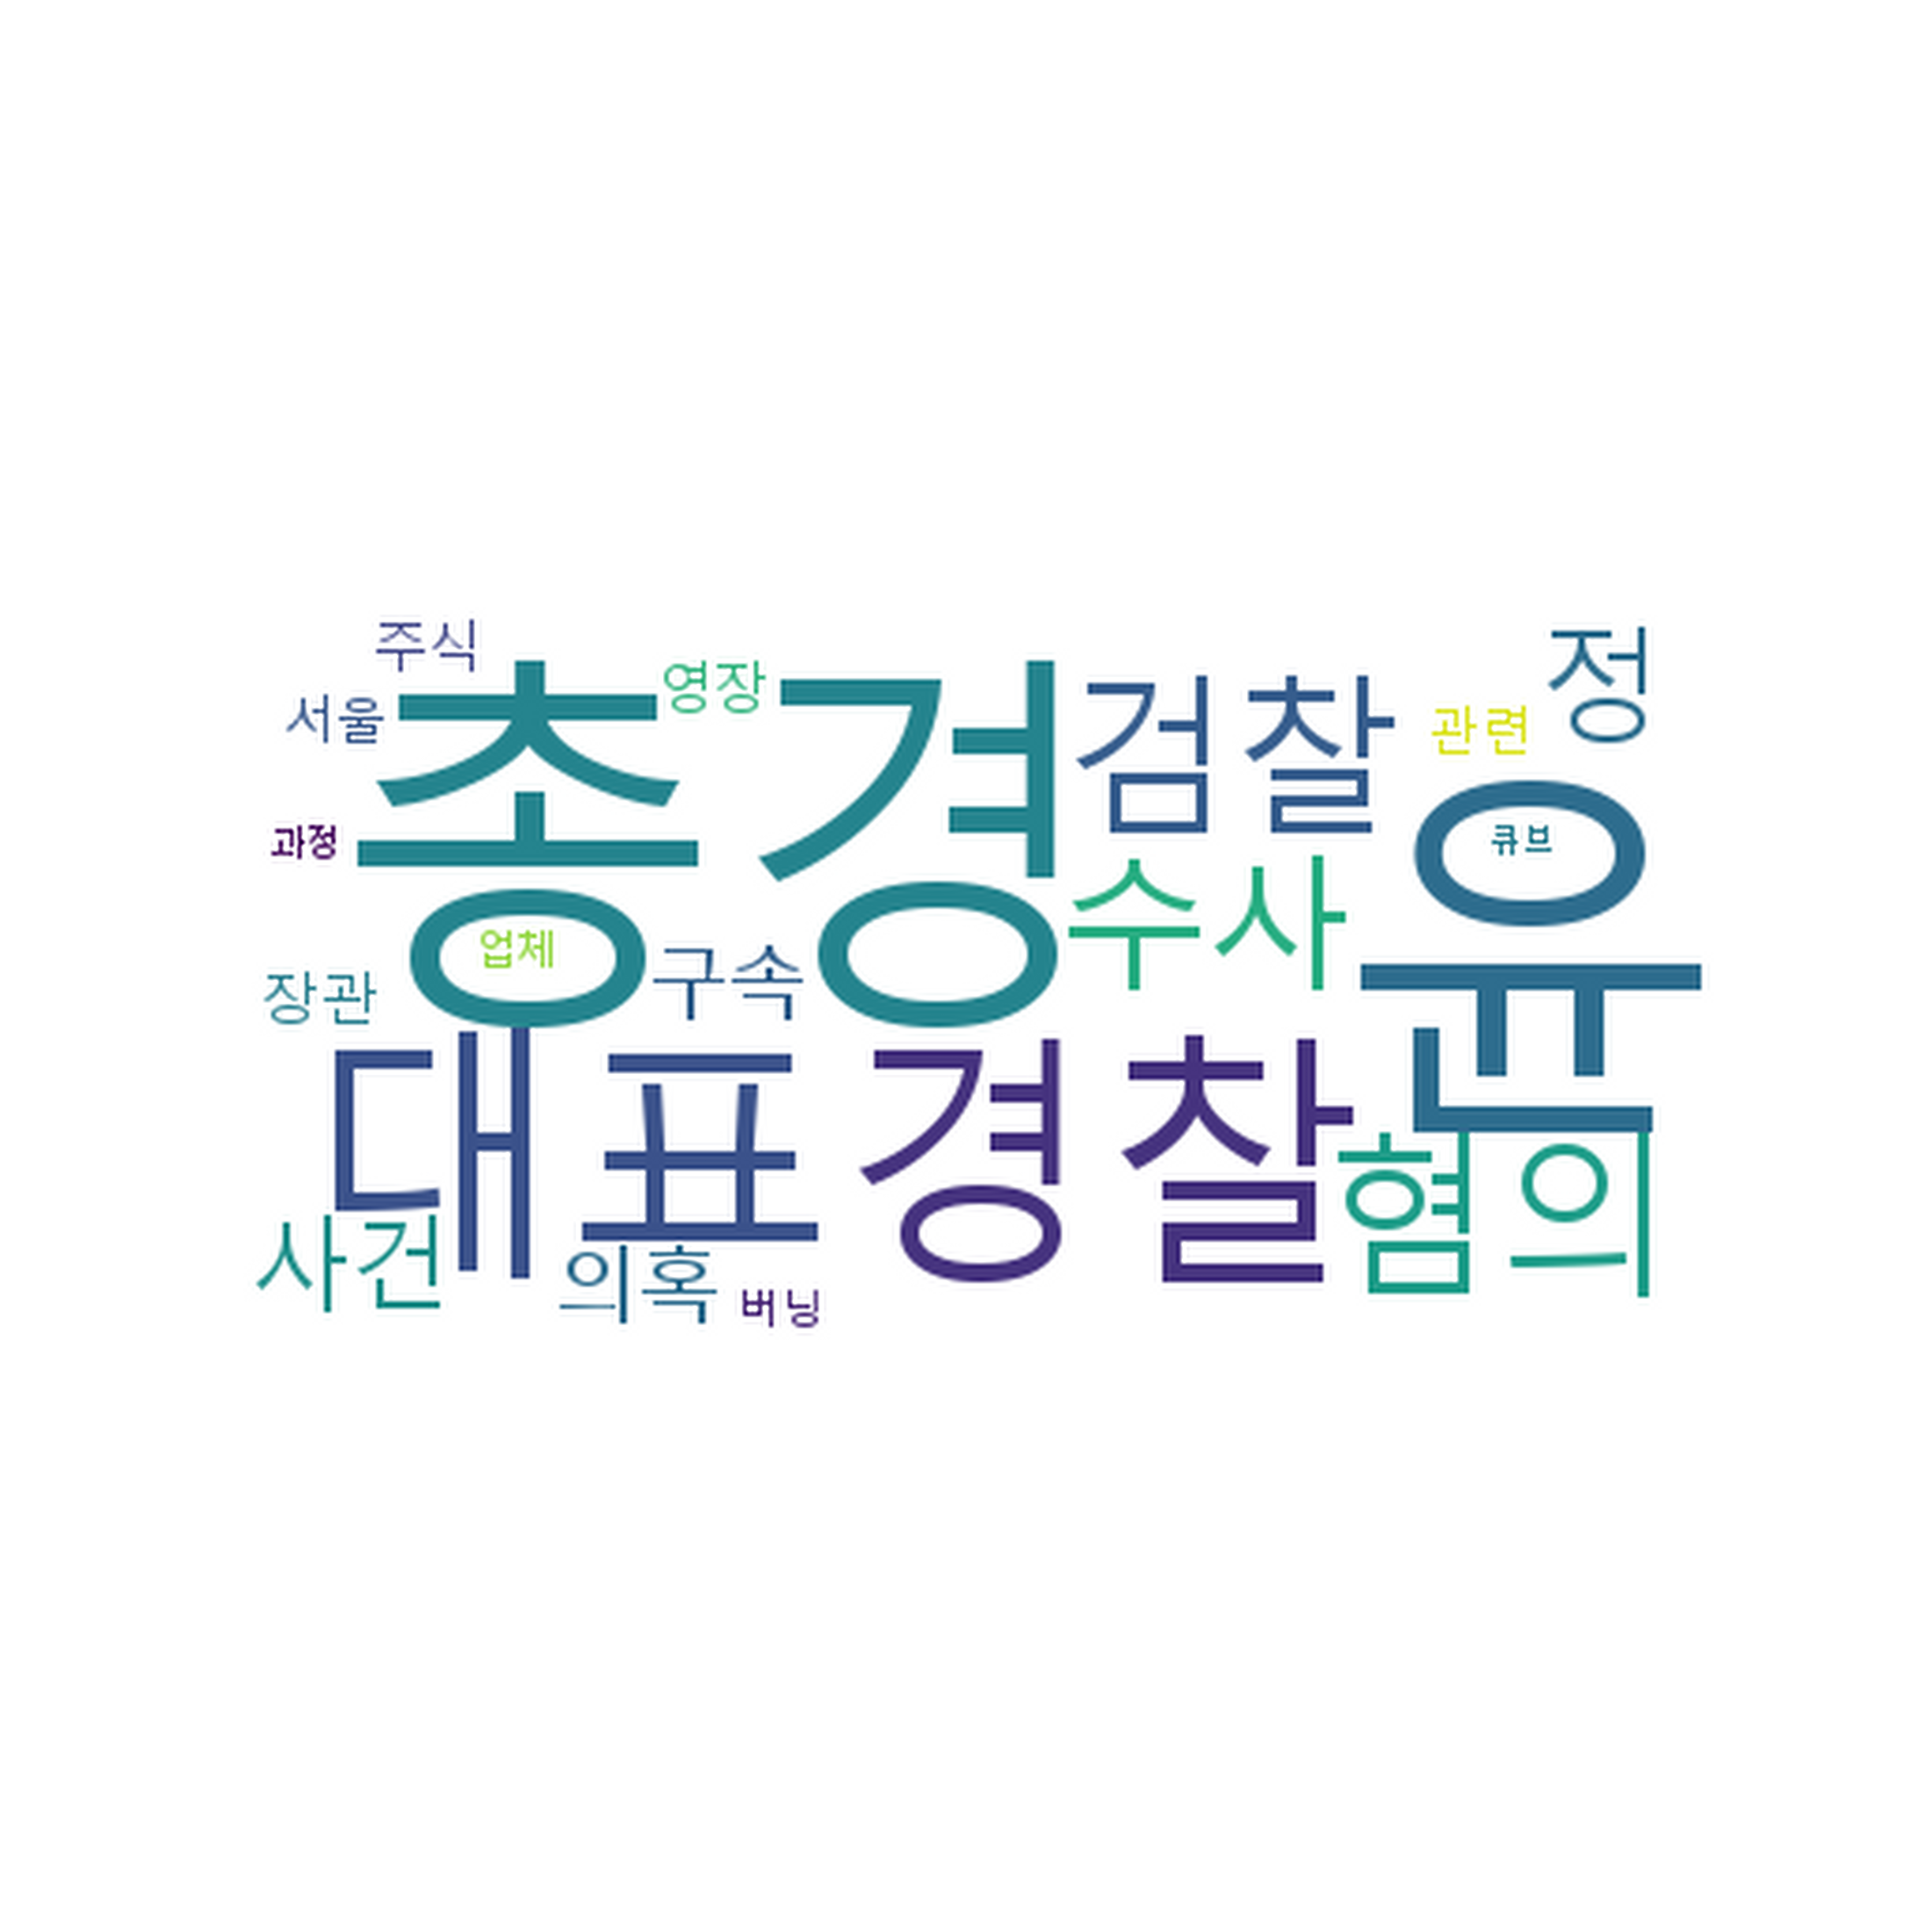 주식
정
영장
총경
검찰
관련
서울
윤
큐브
과정
수사
업체
구속
장관
대표
경찰
혐의
사건
의혹
버닝